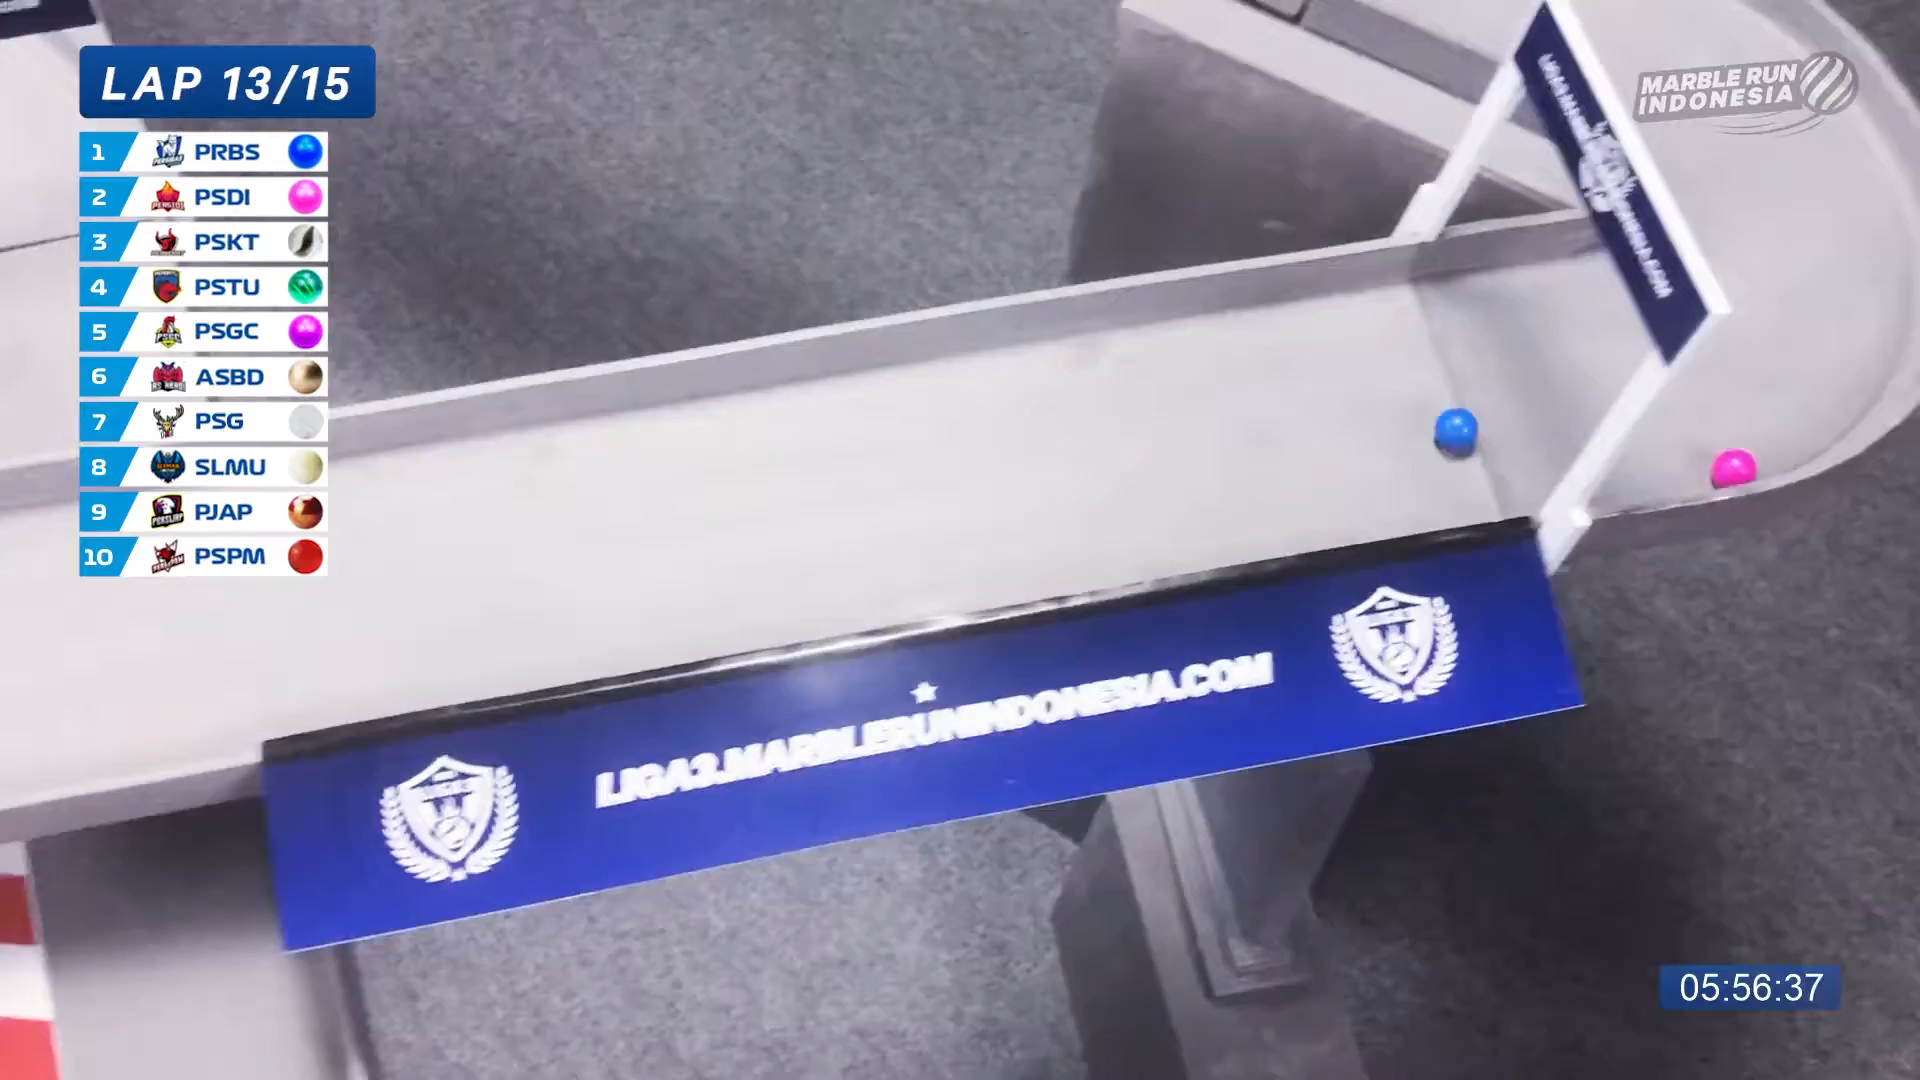 LAP 13/15
MARBLE RUN
INDONESIA
1 PRBS
2 PSDI
3 PSKT
4 PSTU
5 PSGC
6 ASBD
7 PSG
8 SLMU
9 PJAP
10 PSPM
LIGA3.MARBLERUNINDONESIA.COM
05:56:37